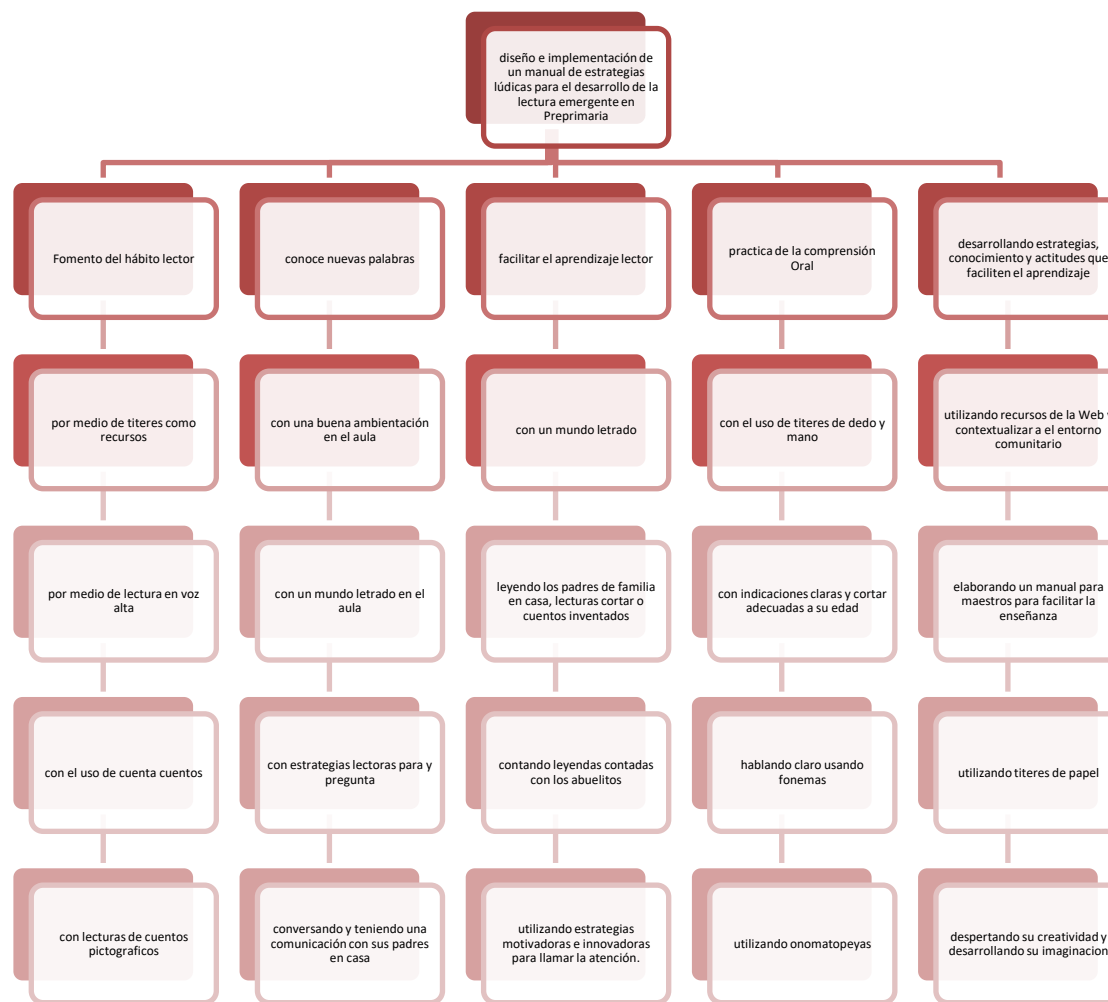 diseño e implementación de
un manual de estrategias
lúdicas para el desarrollo de la
lectura emergente en
Preprimaria
Fomento del hábito lector
conoce nuevas palabras
facilitar el aprendizaje lector
practica de la comprensión
Oral
desarrollando estrategias,
conocimiento y actitudes que
faciliten el aprendizaje
por medio de titeres como
recursos
con una buena ambientación
en el aula
con un mundo letrado
con el uso de titeres de dedo y
mano
utilizando recursos de la Web y
contextualizar a el entorno
comunitario
por medio de lectura en voz
alta
con un mundo letrado en el
aula
leyendo los padres de familia
en casa, lecturas cortar o
cuentos inventados
con indicaciones claras y cortar
adecuadas a su edad
elaborando un manual para
maestros para facilitar la
enseñanza
con el uso de cuenta cuentos
con estrategias lectoras para y
pregunta
contando leyendas contadas
con los abuelitos
hablando claro usando
fonemas
utilizando titeres de papel
con lecturas de cuentos
pictograficos
conversando y teniendo una
comunicación con sus padres
en casa
utilizando estrategias
motivadoras e innovadoras
para llamar la atención.
utilizando onomatopeyas
despertando su creatividad y
desarrollando su imaginacion